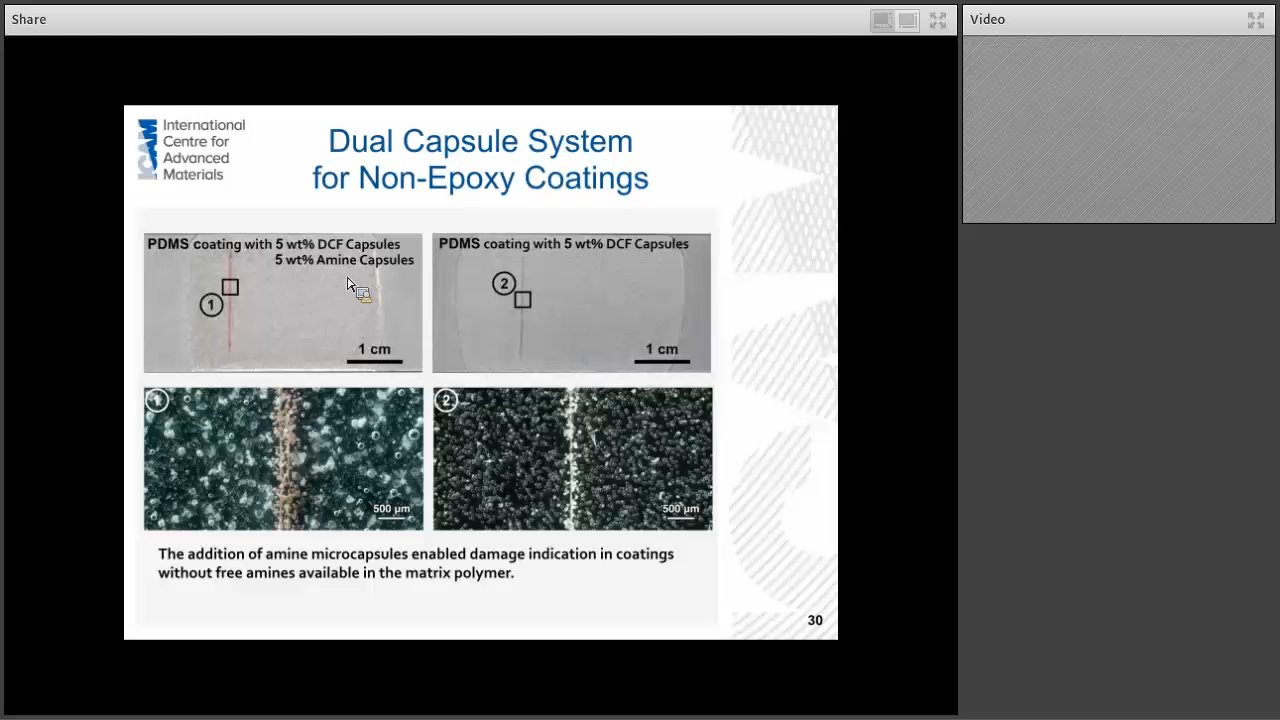 Share
Video
ICAM
International
Centre for
Advanced
Materials
Dual Capsule System
for Non-Epoxy Coatings
PDMS coating with 5 wt% DCF Capsules
5 wt% Amine Capsules
1
1 cm
PDMS coating with 5 wt% DCF Capsules
2
1 cm
1
500 µm
2
500 µm
The addition of amine microcapsules enabled damage indication in coatings
without free amines available in the matrix polymer.
30